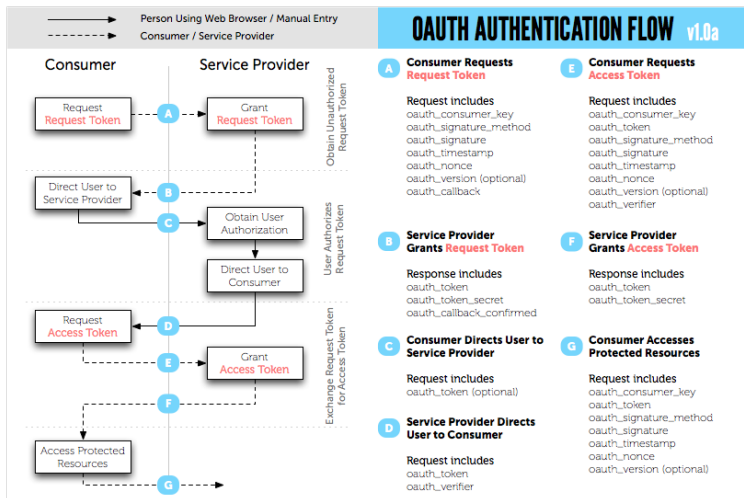 Person Using Web Browser / Manual Entry
Consumer / Service Provider
OAUTH AUTHENTICATION FLOW v1.0a
Consumer
Service Provider
Request
Request Token
A
Grant
Request Token
Obtain Unauthorized
Request Token
Direct User to
Service Provider
B
C
Obtain User
Authorization
Direct User to
Consumer
User Authorizes
Request Token
Request
Access Token
D
E
Grant
Access Token
F
Exchange Request Token
for Access Token
Access Protected
Resources
G
A
Consumer Requests
Request Token
Request includes
oauth_consumer_key
oauth_signature_method
oauth_signature
oauth_timestamp
oauth_nonce
oauth_version (optional)
oauth_callback
B
Service Provider
Grants Request Token
Response includes
oauth_token
oauth_token_secret
oauth_callback_confirmed
C
Consumer Directs User to
Service Provider
Request includes
oauth_token (optional)
D
Service Provider Directs
User to Consumer
Request includes
oauth_token
oauth_verifier
E
Consumer Requests
Access Token
Request includes
oauth_consumer_key
oauth_token
oauth_signature_method
oauth_signature
oauth_timestamp
oauth_nonce
oauth_version (optional)
oauth_verifier
F
Service Provider
Grants Access Token
Response includes
oauth_token
oauth_token_secret
G
Consumer Accesses
Protected Resources
Request includes
oauth_consumer_key
oauth_token
oauth_signature_method
oauth_signature
oauth_timestamp
oauth_nonce
oauth_version (optional)